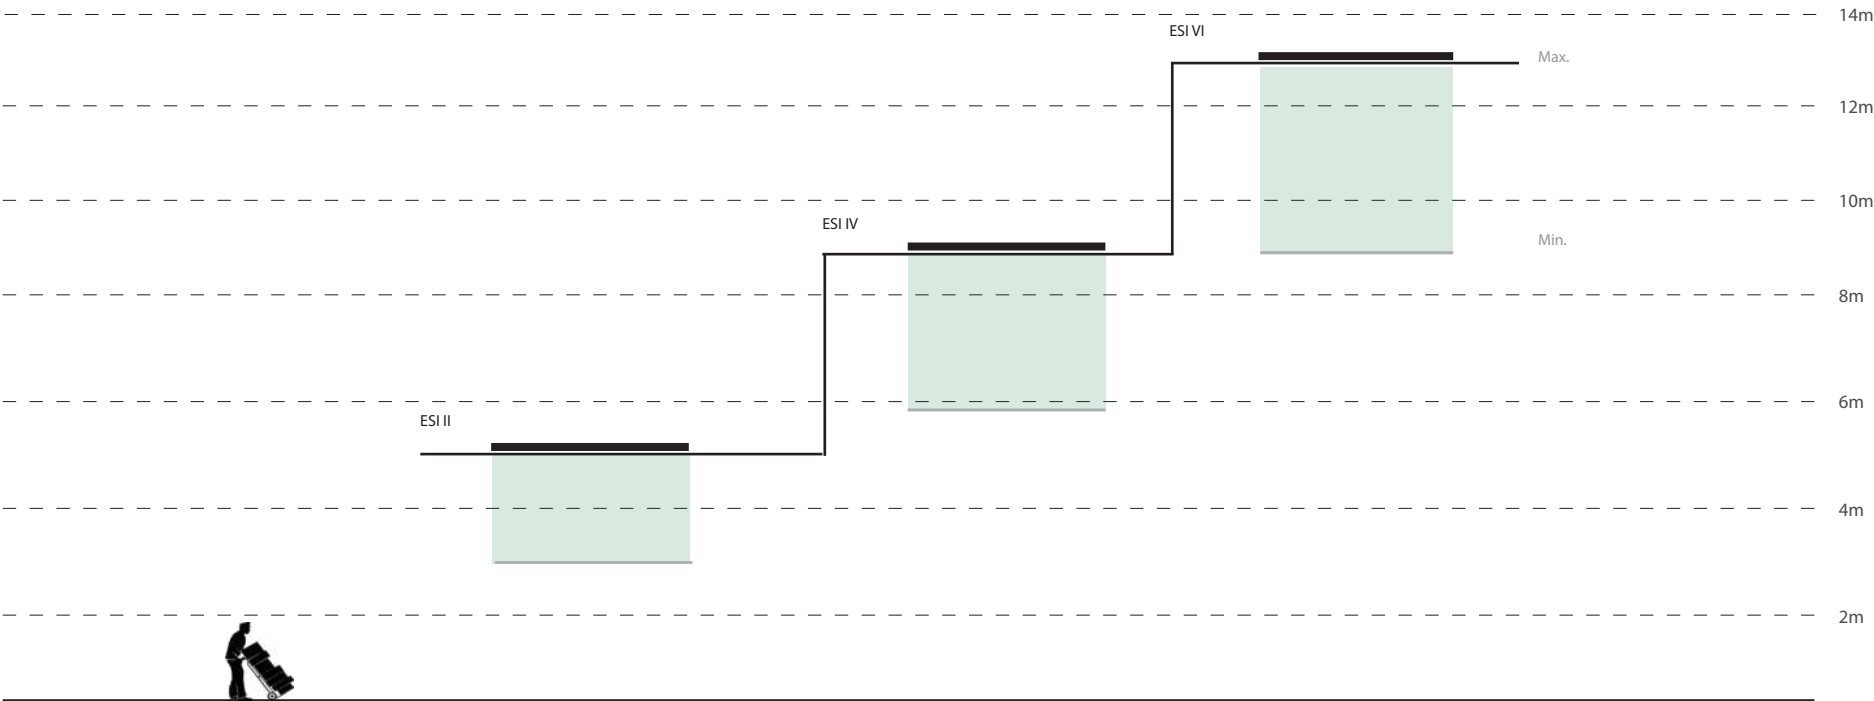 14m
ESI VI
Max.
12m
10m
ESI IV
Min.
8m
6m
ESI II
4m
2m